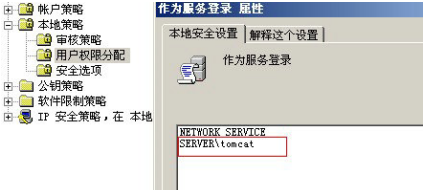 帐户策略
本地策略
审核策略
用户权限分配
安全选项
公钥策略
软件限制策略
IP 安全策略，在 本地
作为服务登录 属性
本地安全设置
解释这个设置
作为服务登录
NETWORK SERVICE
SERVER\tomcat